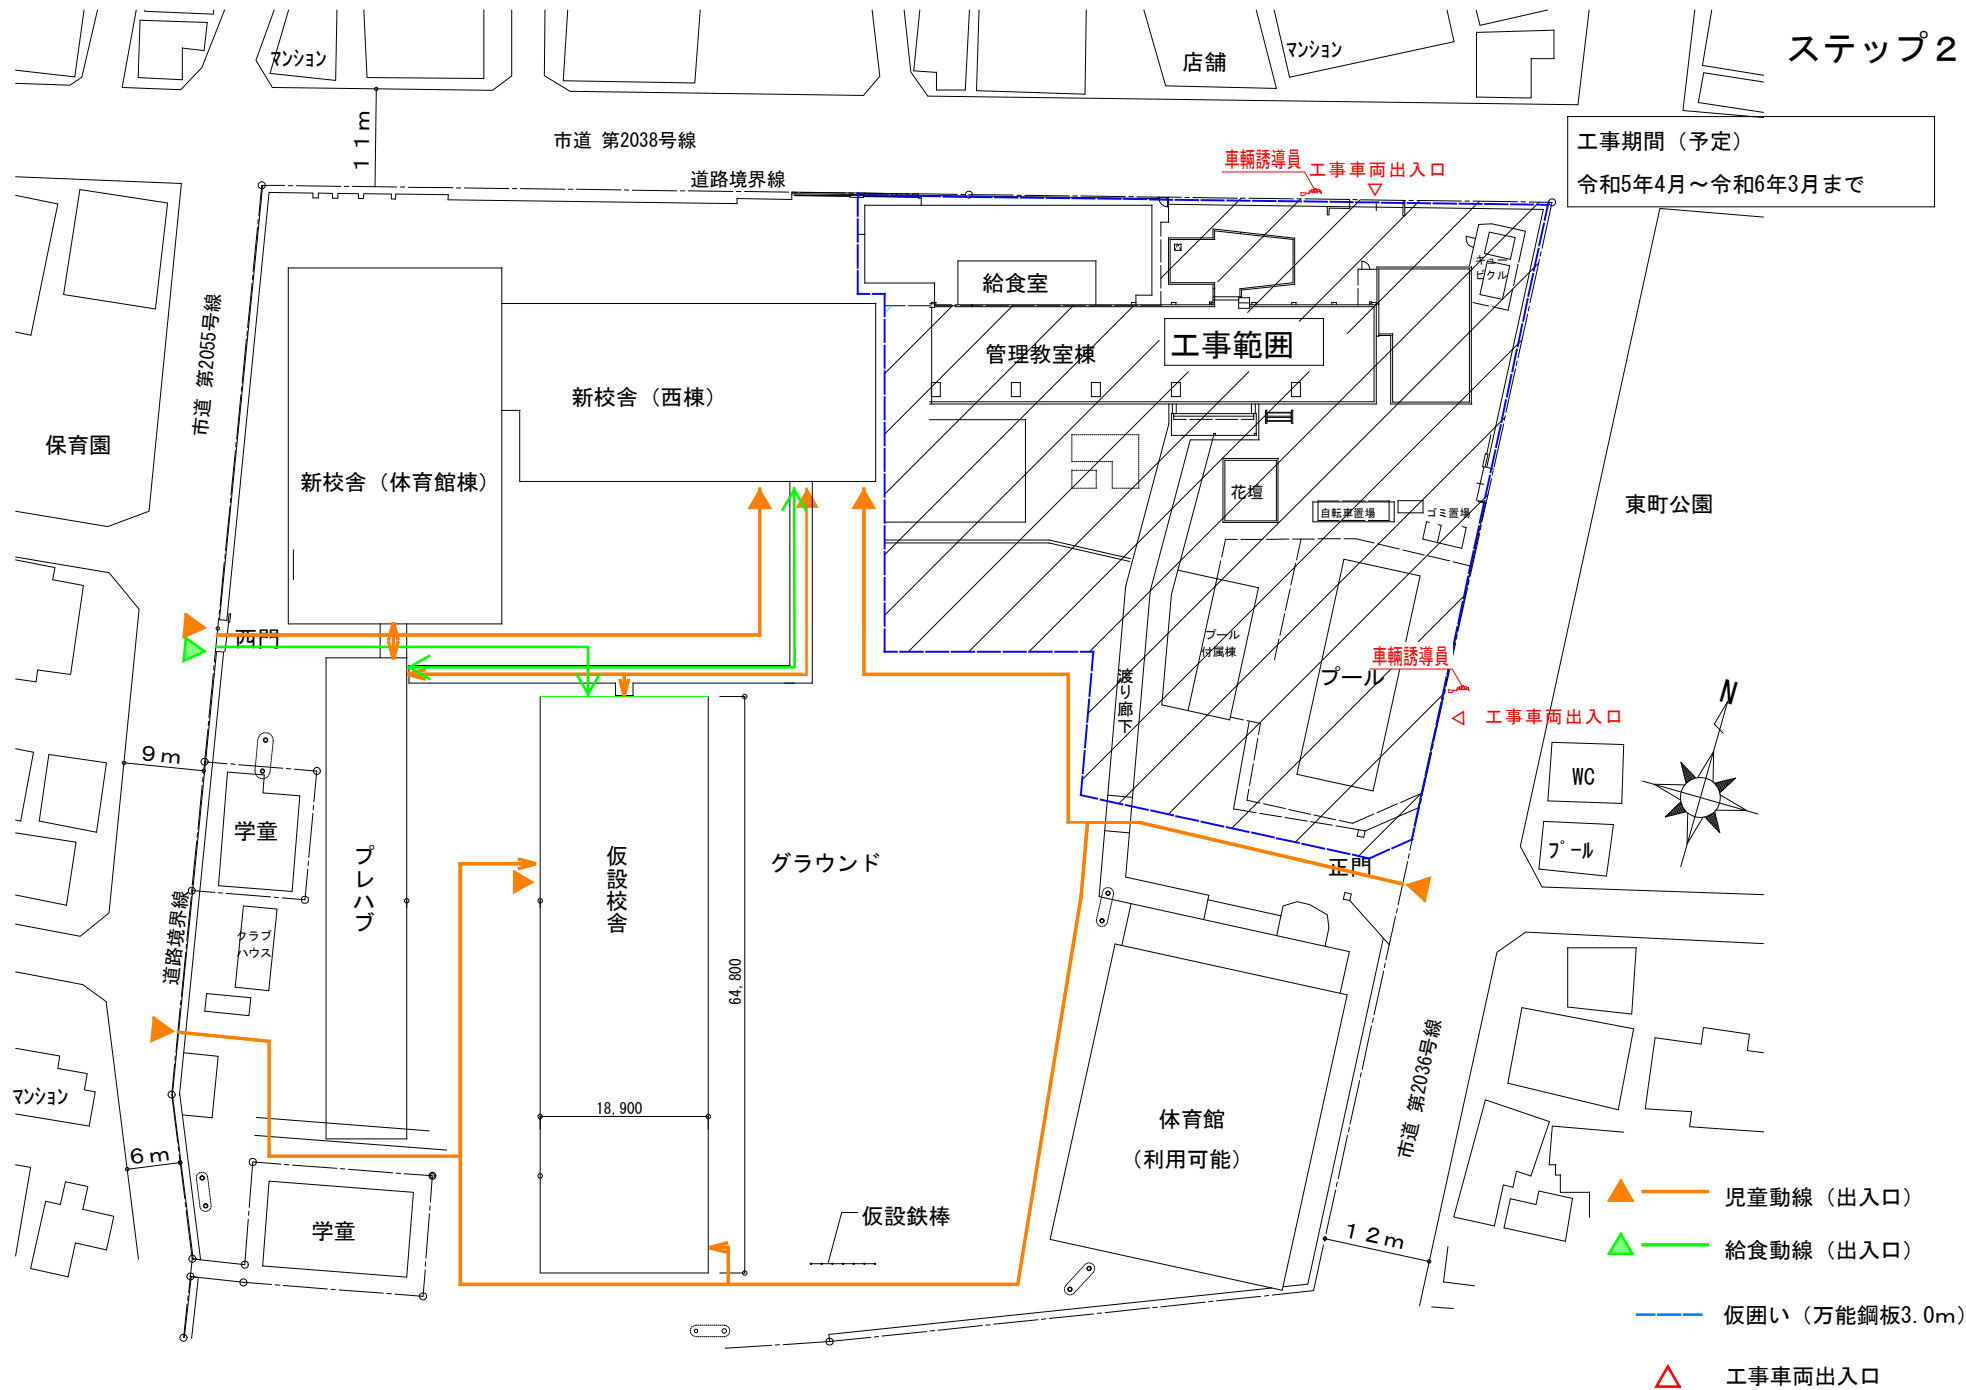 ステップ2
マンション
店舗
マンション
11m
市道 第2038号線
道路境界線
車輛誘導員
工事車両出入口
工事期間（予定）
令和5年4月～令和6年3月まで
キュービクル
給食室
工事範囲
管理教室棟
市道 第2055号線
新校舎（西棟）
保育園
新校舎（体育館棟）
花壇
自転車置場
ゴミ置場
東町公園
西門
プール
付属棟
プール
車輛誘導員
渡り廊下
工事車両出入口
N
9m
WC
プール
学童
プレハブ
仮設校舎
グラウンド
正門
クラブ
ハウス
道路境界線
64,800
マンション
18,900
体育館
（利用可能）
市道 第2036号線
6m
学童
仮設鉄棒
12m
児童動線（出入口）
給食動線（出入口）
仮囲い（万能鋼板3.0m）
工事車両出入口